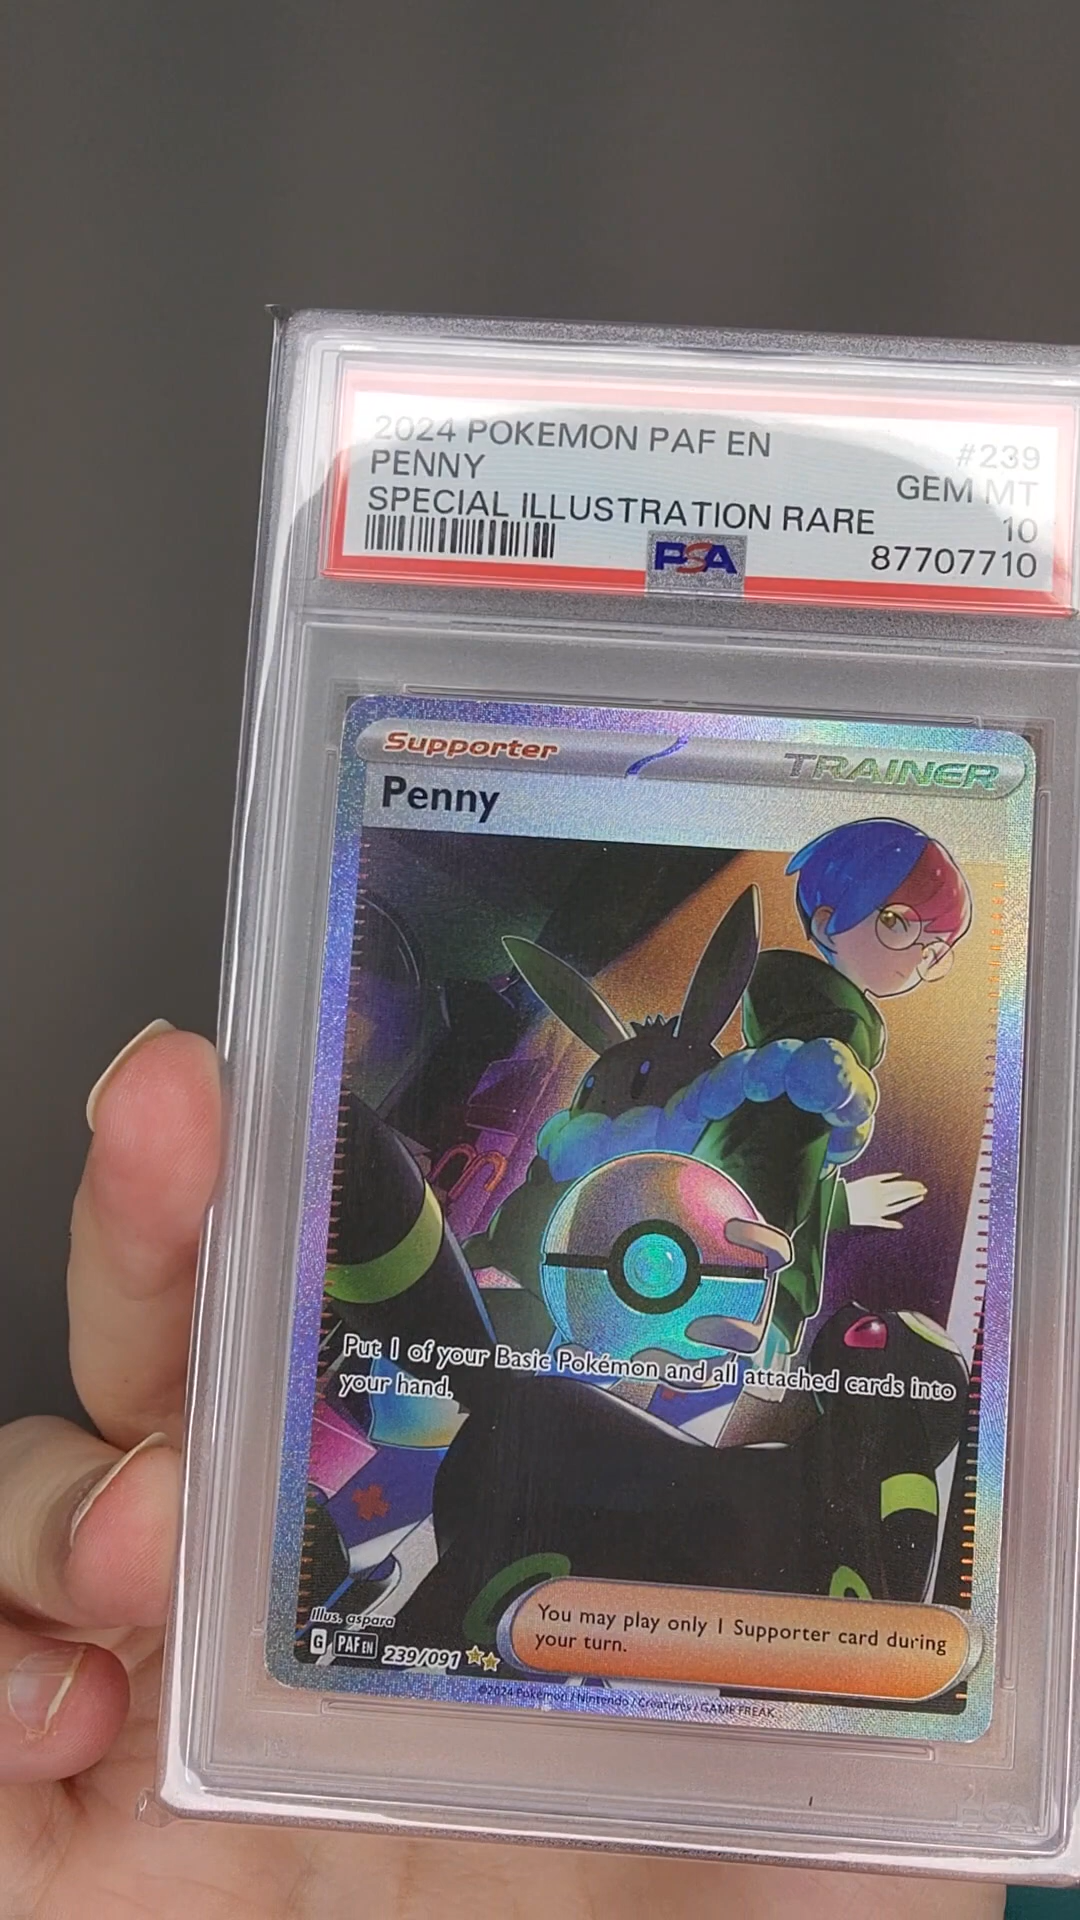 2024 POKEMON PAF EN #239
PENNY GEM MT
SPECIAL ILLUSTRATION RARE 10
PSA 87707710
Supporter TRAINER
Penny
Put 1 of your Basic Pokémon and all attached cards into
your hand.
You may play only 1 Supporter card during
your turn.
Illus. aspara
G PAF EN 239/091
©2024 Pokémon / Nintendo / Creatures / GAME FREAK
PSA